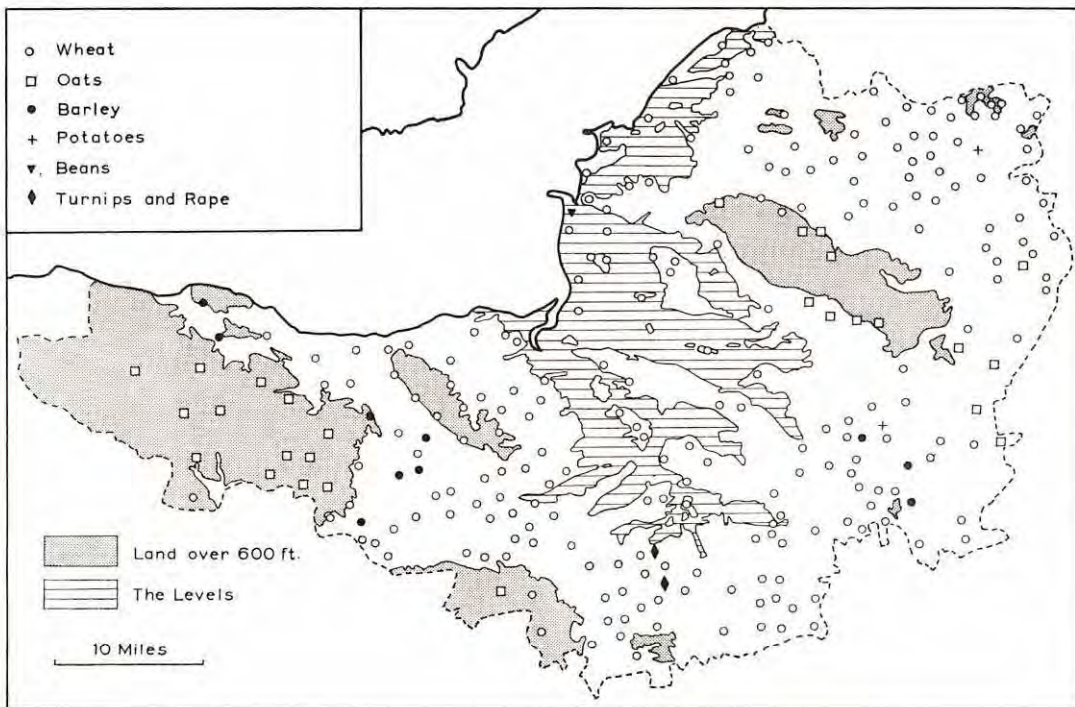 Wheat
Oats
Barley
Potatoes
Beans
Turnips and Rape
Land over 600 ft.
The Levels
10 Miles